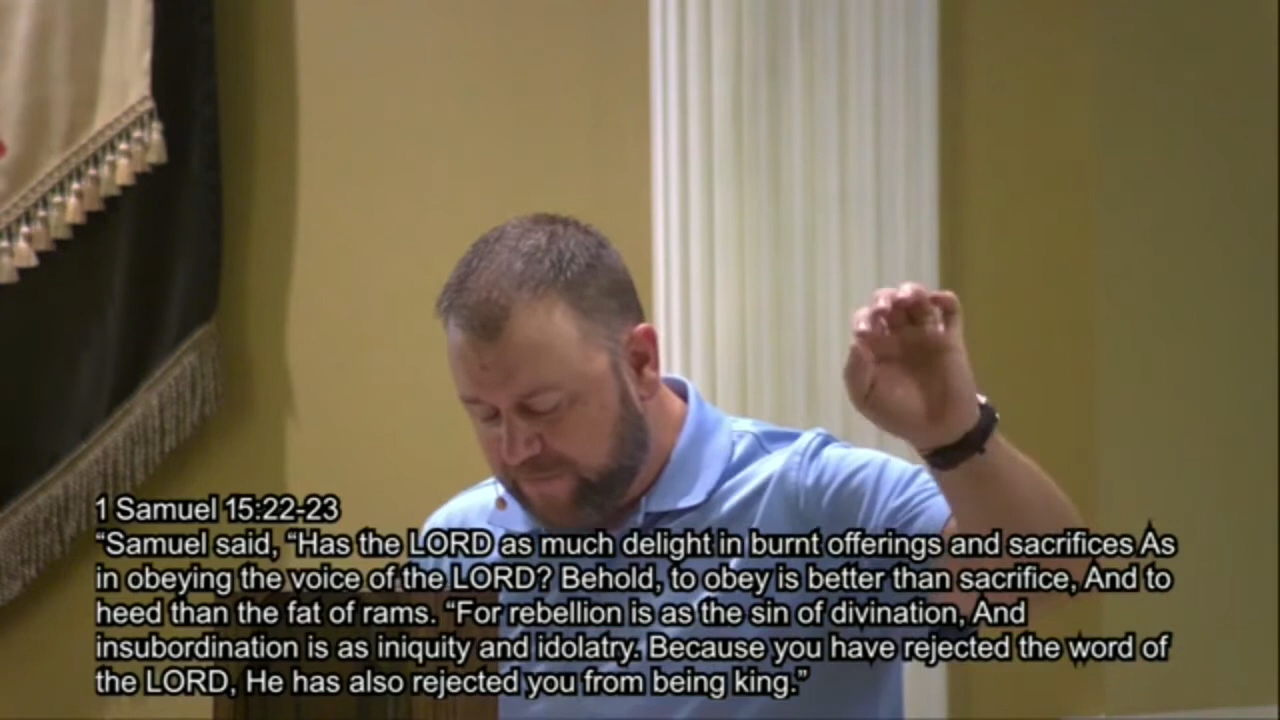 1 Samuel 15:22-23
“Samuel said, “Has the LORD as much delight in burnt offerings and sacrifices As
in obeying the voice of the LORD? Behold, to obey is better than sacrifice, And to
heed than the fat of rams. “For rebellion is as the sin of divination, And
insubordination is as iniquity and idolatry. Because you have rejected the word of
the LORD, He has also rejected you from being king.”